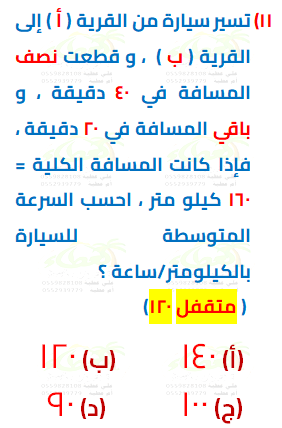 ١١) تسير سيارة من القرية ( أ ) إلى
القرية ( ب ) ، و قطعت نصف
المسافة في ٤٠ دقيقة ، و
باقي المسافة في ٢٠ دقيقة ،
فإذا كانت المسافة الكلية =
١٦٠ كيلو متر ، احسب السرعة
المتوسطة للسيارة
بالكيلومتر/ساعة ؟
( متقفل ١٢٠)
(أ) ١٤٠ (ب) ١٢٠
(ج) ١٠٠ (د) ٩٠